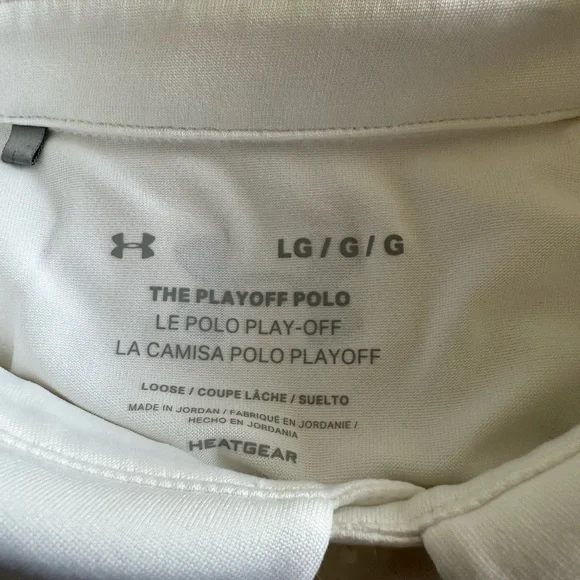 LG / G / G
THE PLAYOFF POLO
LE POLO PLAY-OFF
LA CAMISA POLO PLAYOFF
LOOSE / COUPE LÂCHE / SUELTO
MADE IN JORDAN / FABRIQUÉ EN JORDANIE /
HECHO EN JORDANIA
HEATGEAR